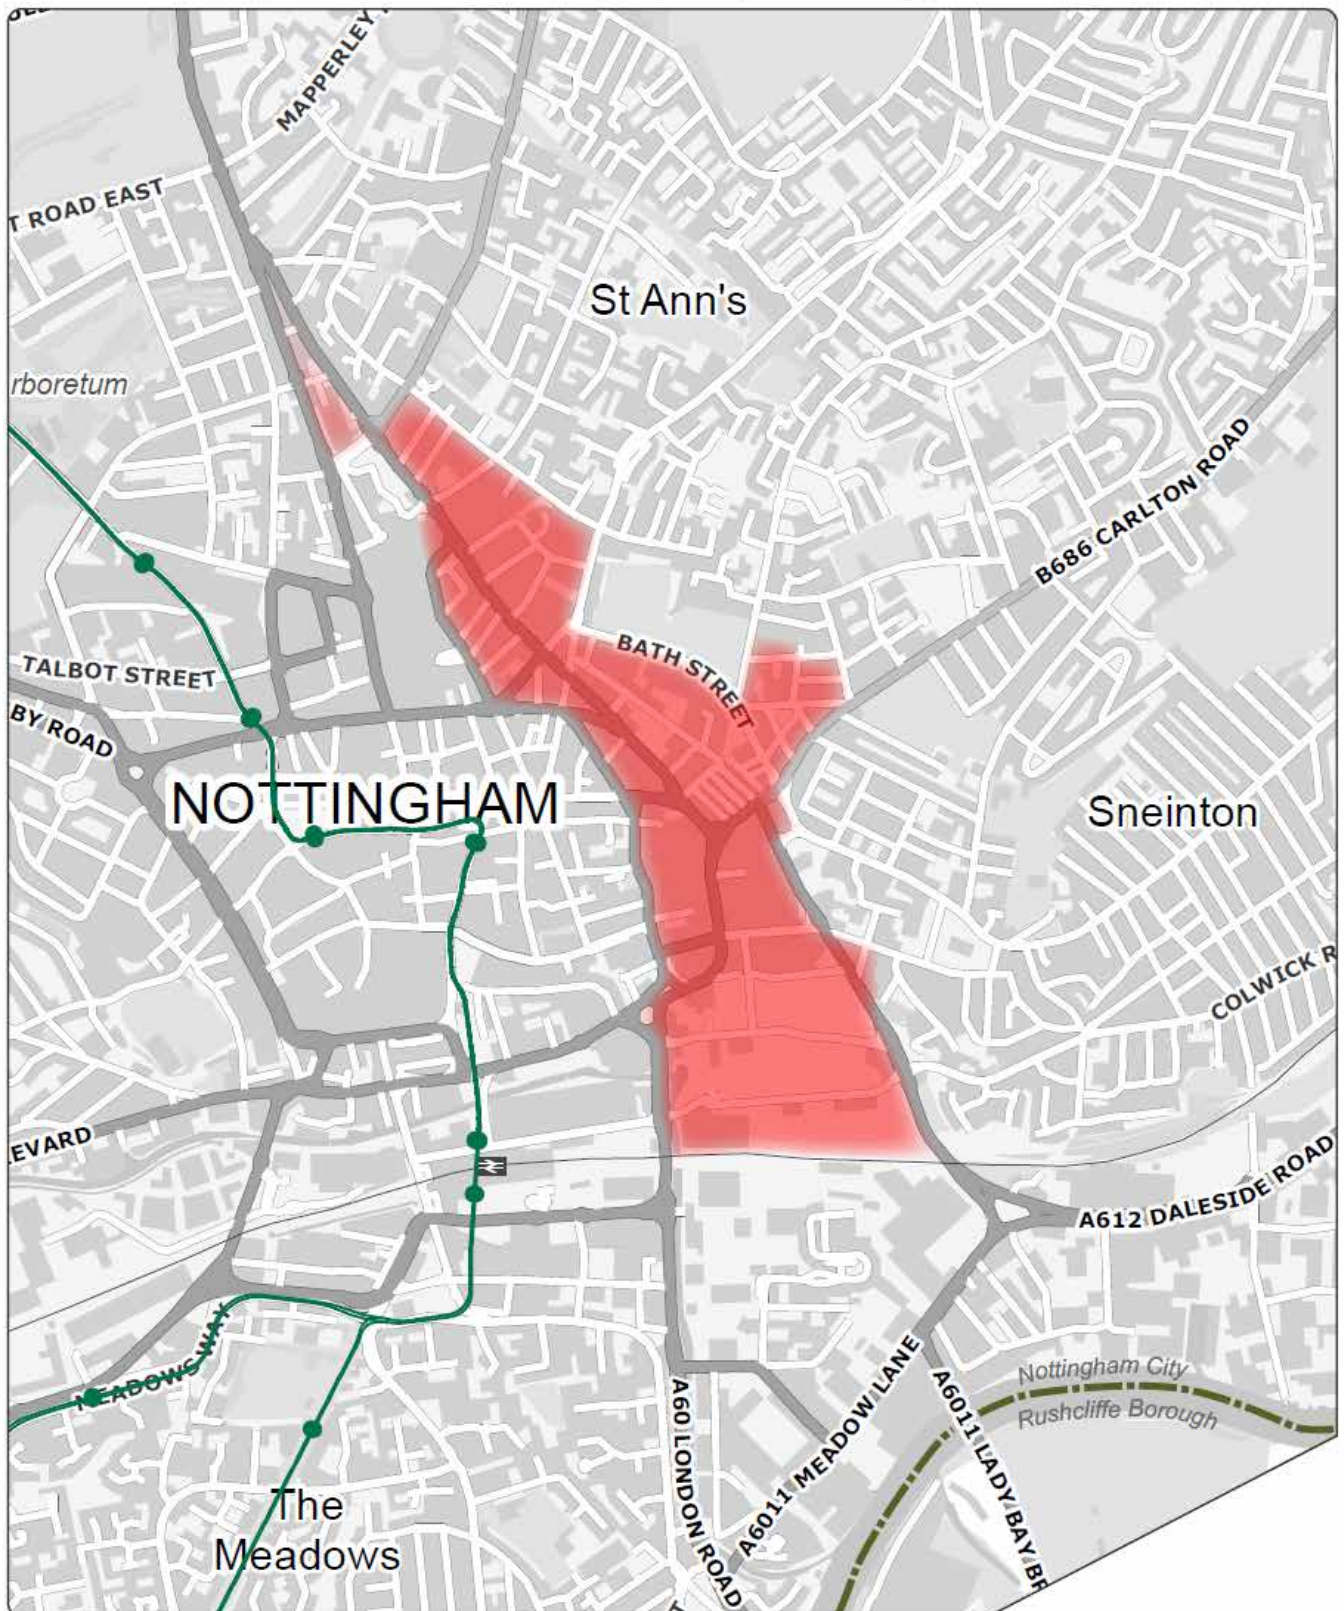 MAPPERLEY
T ROAD EAST
St Ann's
rboretum
B686 CARLTON ROAD
BATH STREET
TALBOT STREET
BY ROAD
NOTTINGHAM
Sneinton
COLWICK R
EVARD
A612 DALESIDE ROAD
MEADOWS WAY
Nottingham City
Rushcliffe Borough
A60 LONDON ROAD
A6011 MEADOW LANE
A6011 LADY BAY BR
The
Meadows